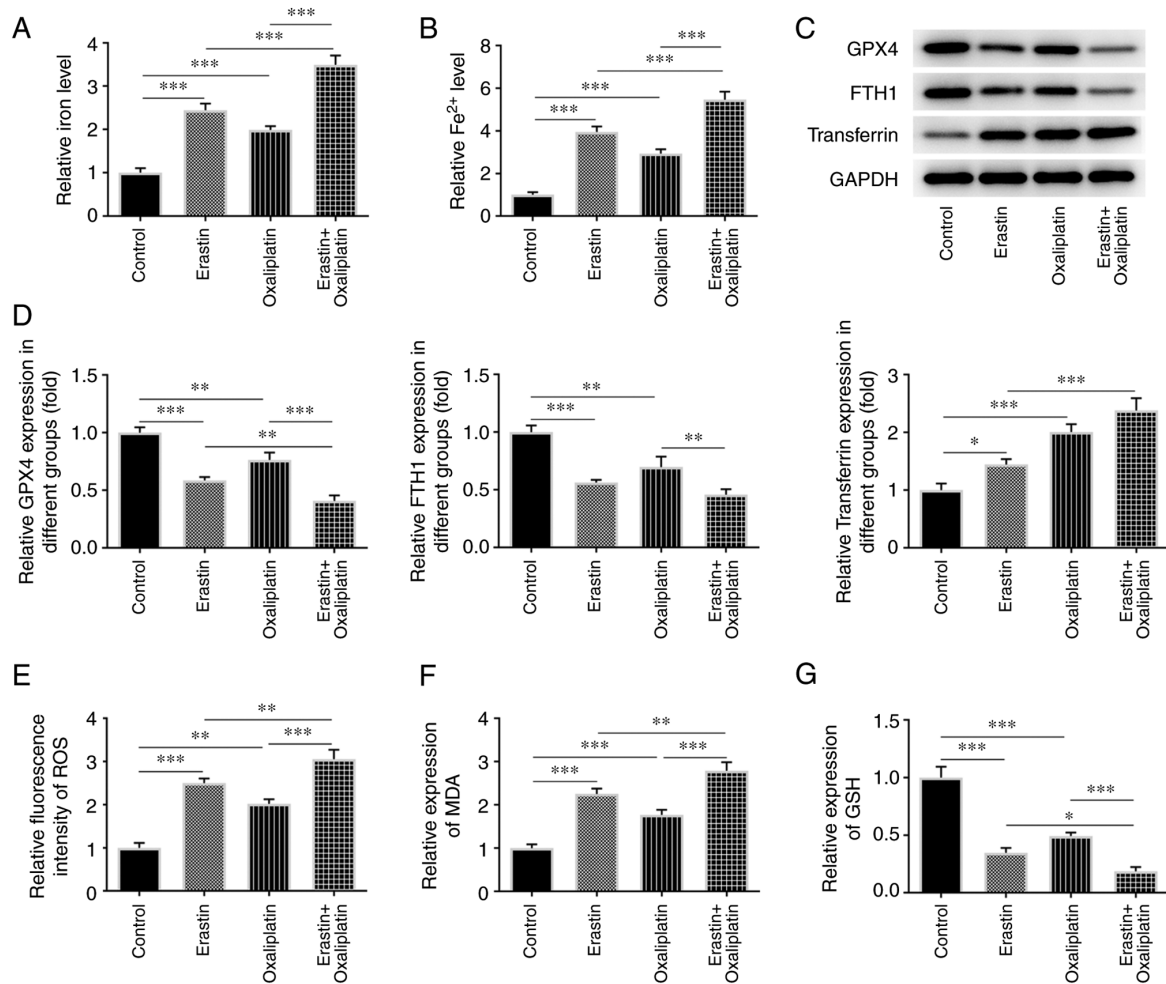 A
Relative iron level
4
3
2
1
0
***
***
***
***
Control
Erastin
Oxaliplatin
Erastin+
Oxaliplatin
B
Relative Fe2+ level
8
6
4
2
0
***
***
***
***
Control
Erastin
Oxaliplatin
Erastin+
Oxaliplatin
C
GPX4
FTH1
Transferrin
GAPDH
Control
Erastin
Oxaliplatin
Erastin+
Oxaliplatin
D
Relative GPX4 expression in
different groups (fold)
1.5
1.0
0.5
0.0
**
***
***
**
Control
Erastin
Oxaliplatin
Erastin+
Oxaliplatin
Relative FTH1 expression in
different groups (fold)
1.5
1.0
0.5
0.0
**
***
**
Control
Erastin
Oxaliplatin
Erastin+
Oxaliplatin
Relative Transferrin expression in
different groups (fold)
3
2
1
0
***
***
*
Control
Erastin
Oxaliplatin
Erastin+
Oxaliplatin
E
Relative fluorescence
intensity of ROS
4
3
2
1
0
**
**
***
***
Control
Erastin
Oxaliplatin
Erastin+
Oxaliplatin
F
Relative expression
of MDA
4
3
2
1
0
**
***
***
***
Control
Erastin
Oxaliplatin
Erastin+
Oxaliplatin
G
Relative expression
of GSH
1.5
1.0
0.5
0.0
***
***
***
*
Control
Erastin
Oxaliplatin
Erastin+
Oxaliplatin